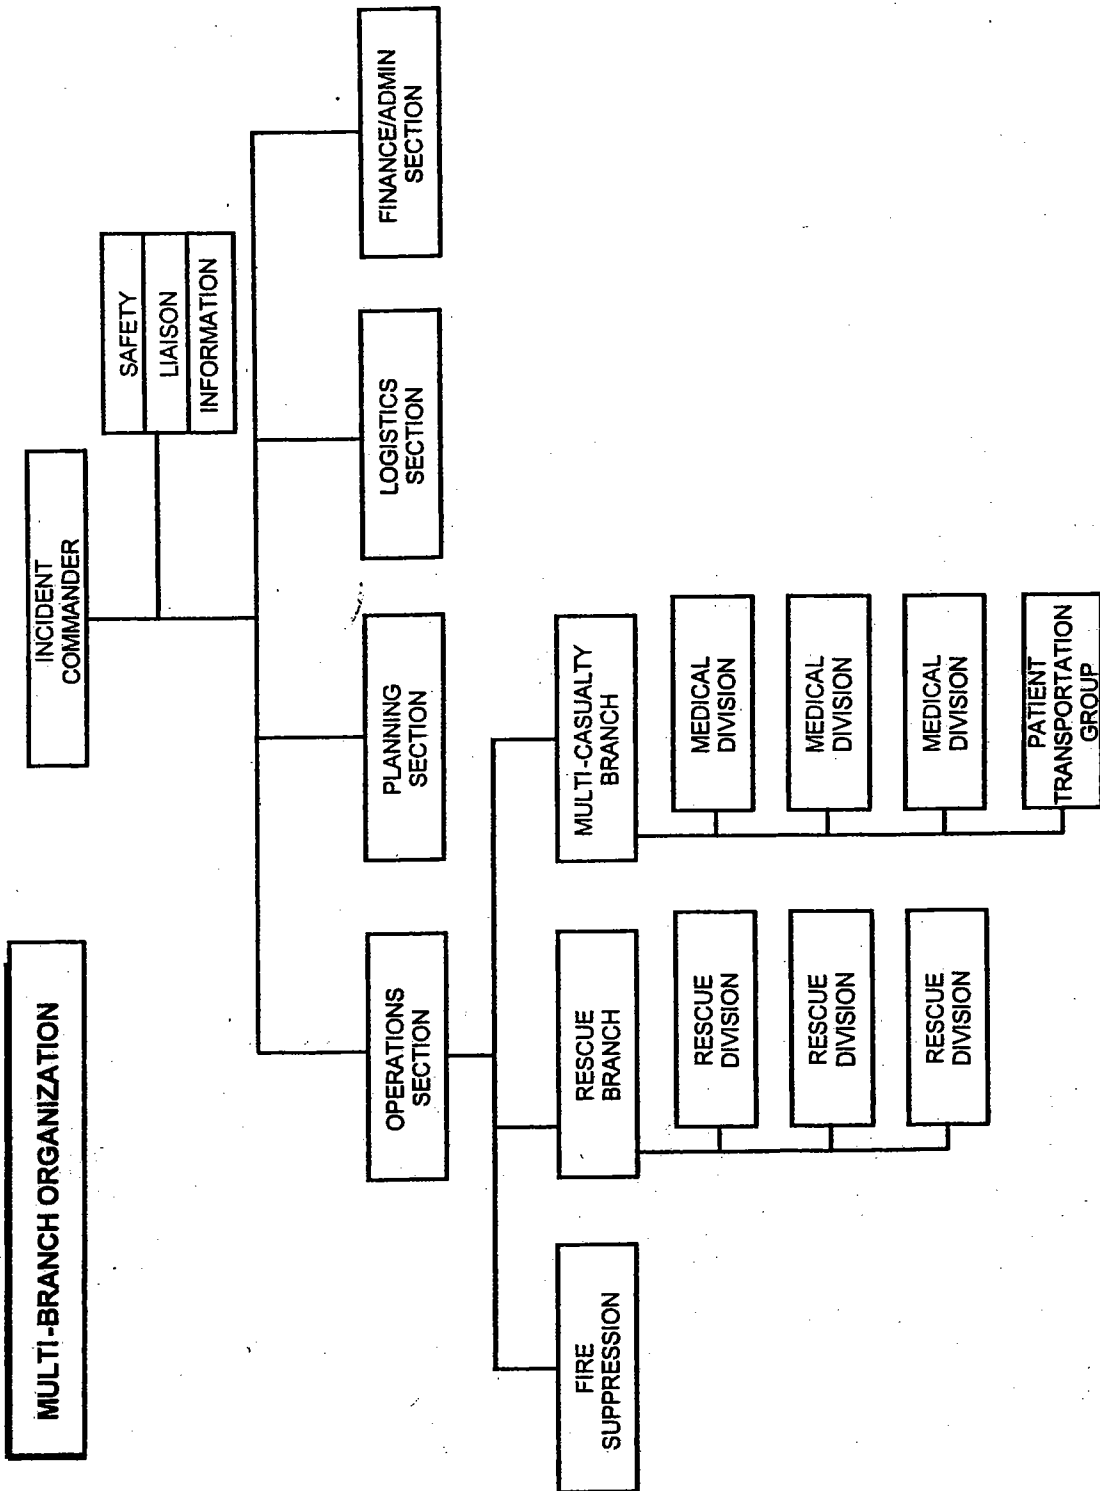 MULTI-BRANCH ORGANIZATION
INCIDENT
COMMANDER
SAFETY
LIAISON
INFORMATION
OPERATIONS
SECTION
PLANNING
SECTION
LOGISTICS
SECTION
FINANCE/ADMIN
SECTION
FIRE
SUPPRESSION
RESCUE
BRANCH
MULTI-CASUALTY
BRANCH
RESCUE
DIVISION
RESCUE
DIVISION
RESCUE
DIVISION
MEDICAL
DIVISION
MEDICAL
DIVISION
MEDICAL
DIVISION
PATIENT
TRANSPORTATION
GROUP